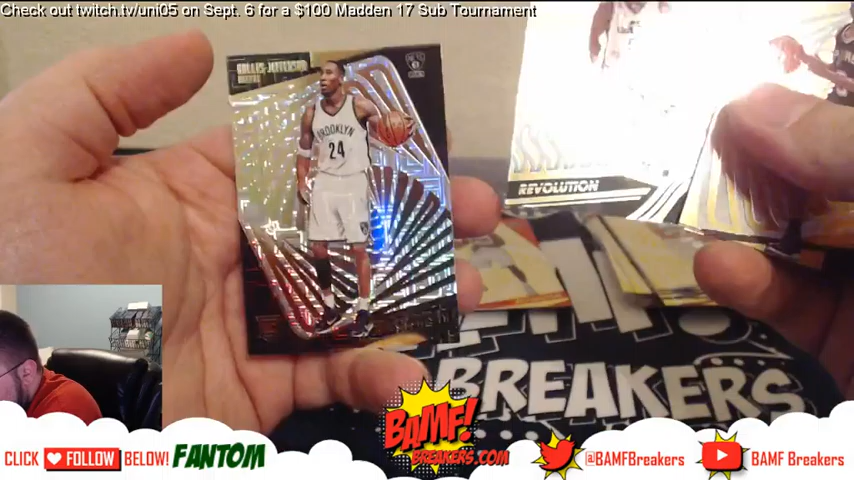 Check out twitch.tv/uni05 on Sept. 6 for a $100 Madden 17 Sub Tournament
HOLLIS-JEFFERSON
BROOKLYN
24
REVOLUTION
BREAKERS
CLICK FOLLOW BELOW! FANTOM
BAMF!
BREAKERS.COM
@BAMFBreakers
BAMF Breakers